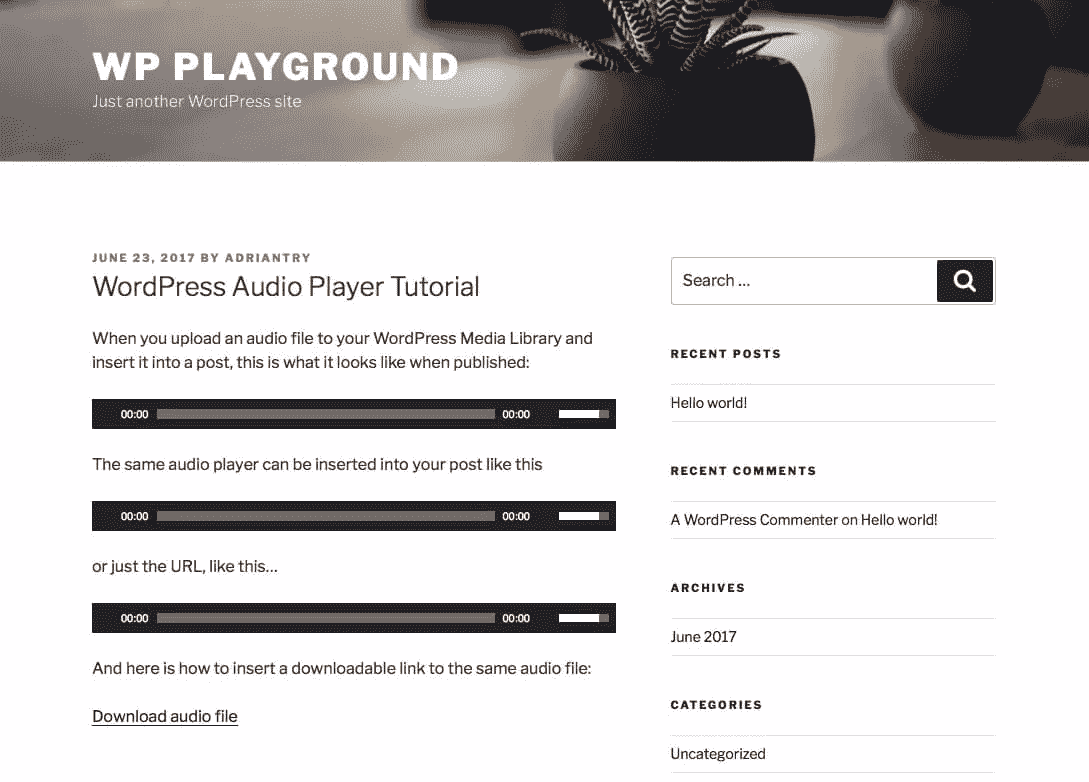 WP PLAYGROUND
Just another WordPress site
JUNE 23, 2017 BY ADRIANTRY
WordPress Audio Player Tutorial
When you upload an audio file to your WordPress Media Library and
insert it into a post, this is what it looks like when published:
00:00 00:00
The same audio player can be inserted into your post like this
00:00 00:00
or just the URL, like this...
00:00 00:00
And here is how to insert a downloadable link to the same audio file:
Download audio file
Search ...
RECENT POSTS
Hello world!
RECENT COMMENTS
A WordPress Commenter on Hello world!
ARCHIVES
June 2017
CATEGORIES
Uncategorized